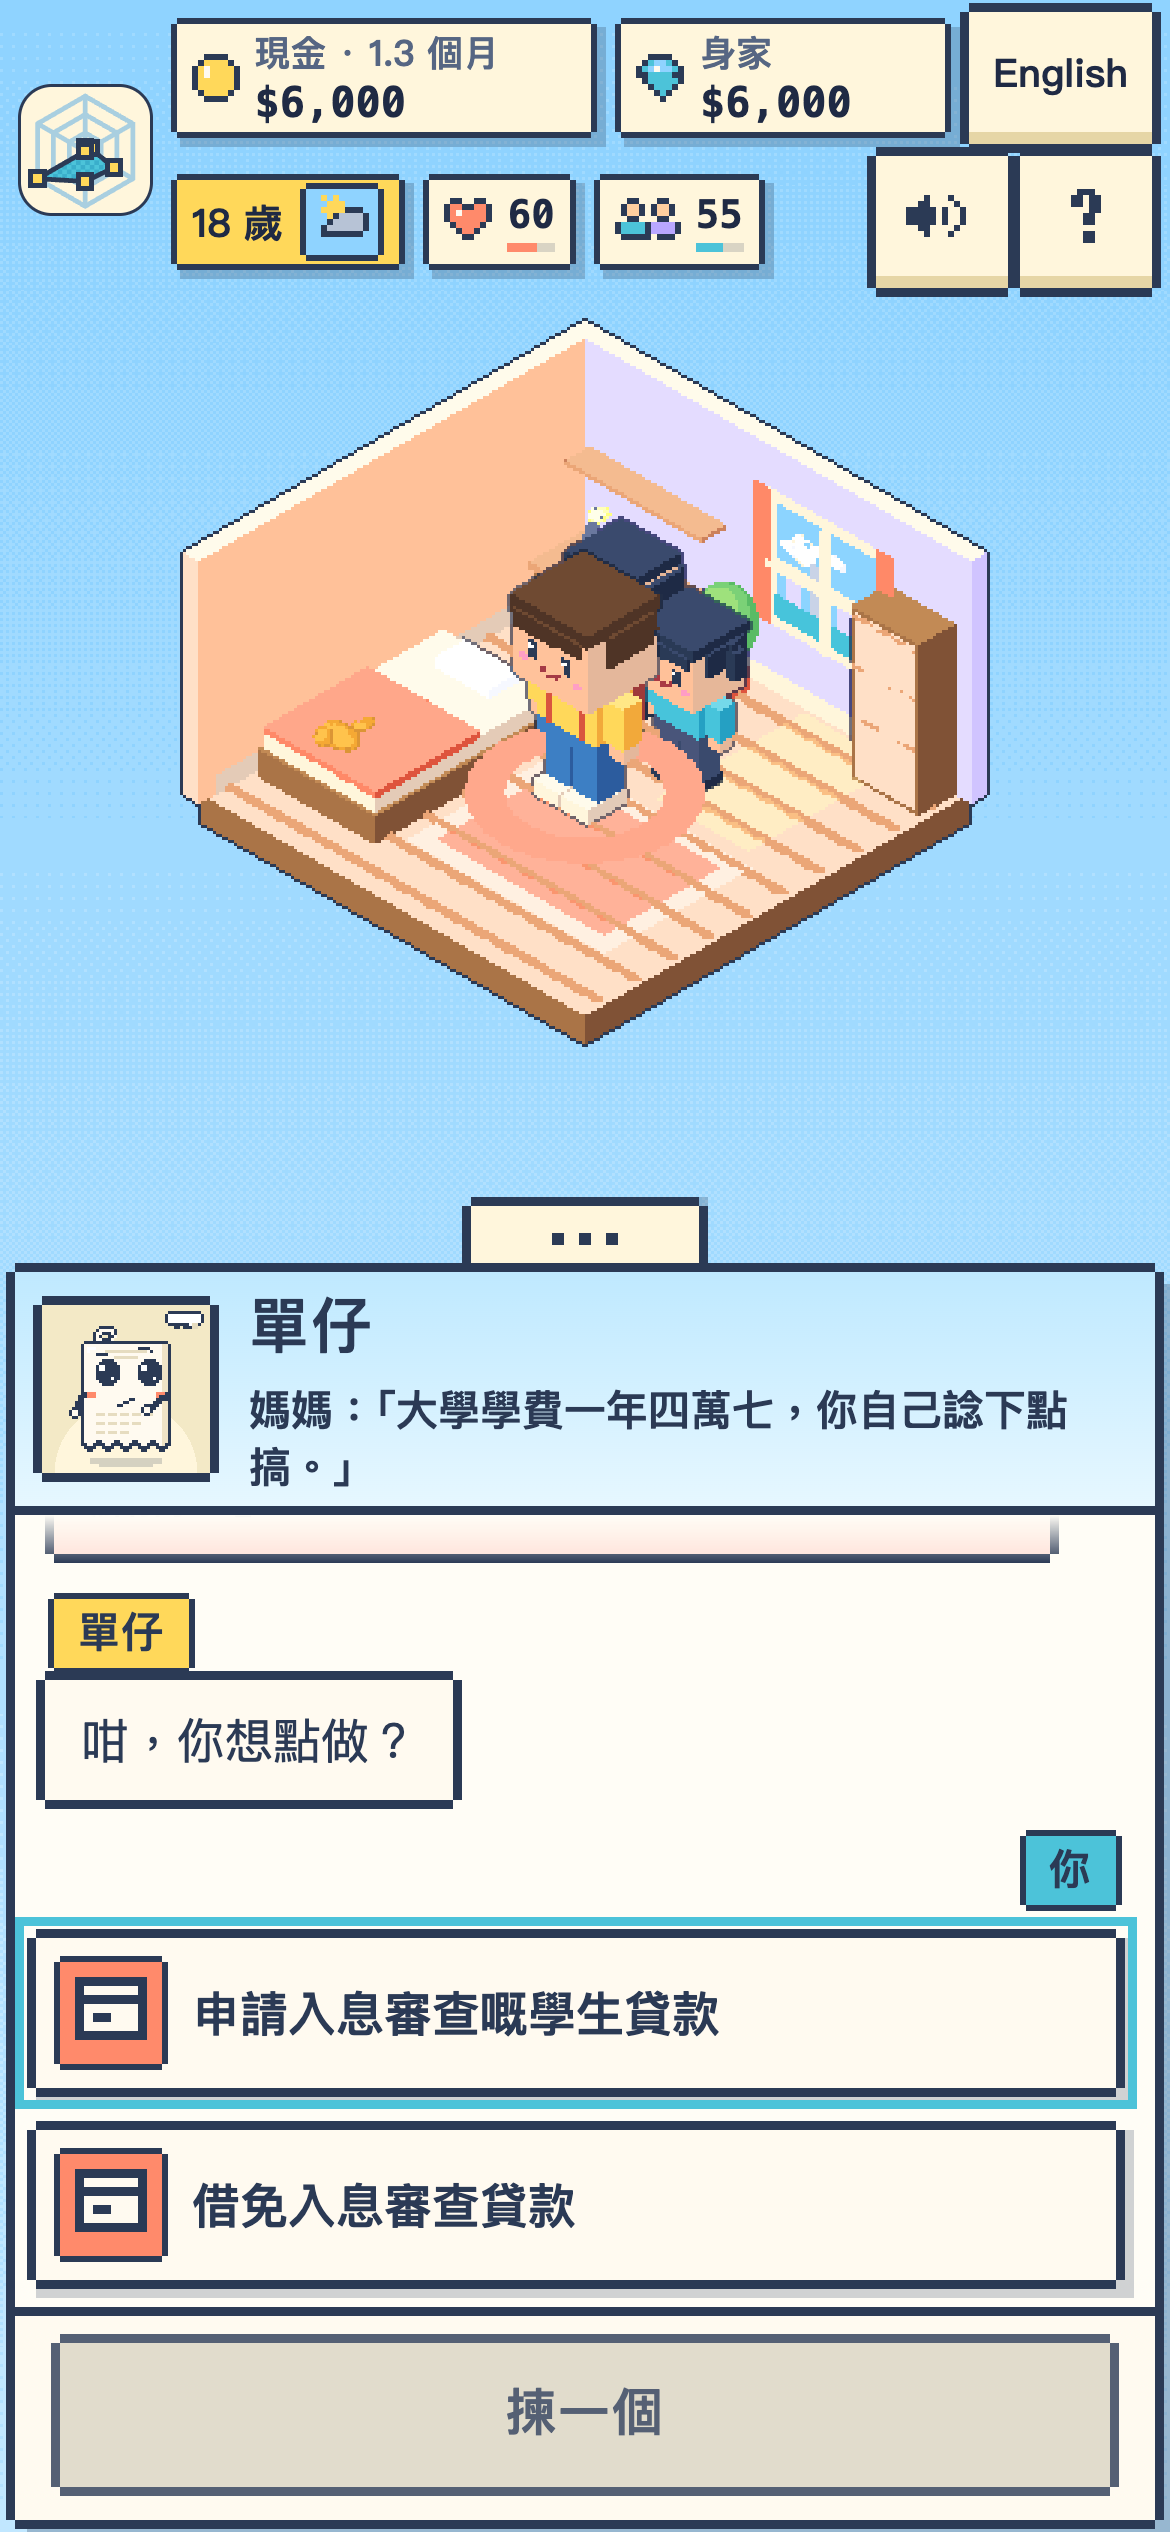 現金 · 1.3 個月
$6,000
身家
$6,000
English
18 歲
60
55
?
單仔
媽媽：「大學學費一年四萬七，你自己諗下點
搞。」
單仔
咁，你想點做？
你
申請入息審查嘅學生貸款
借免入息審查貸款
揀一個